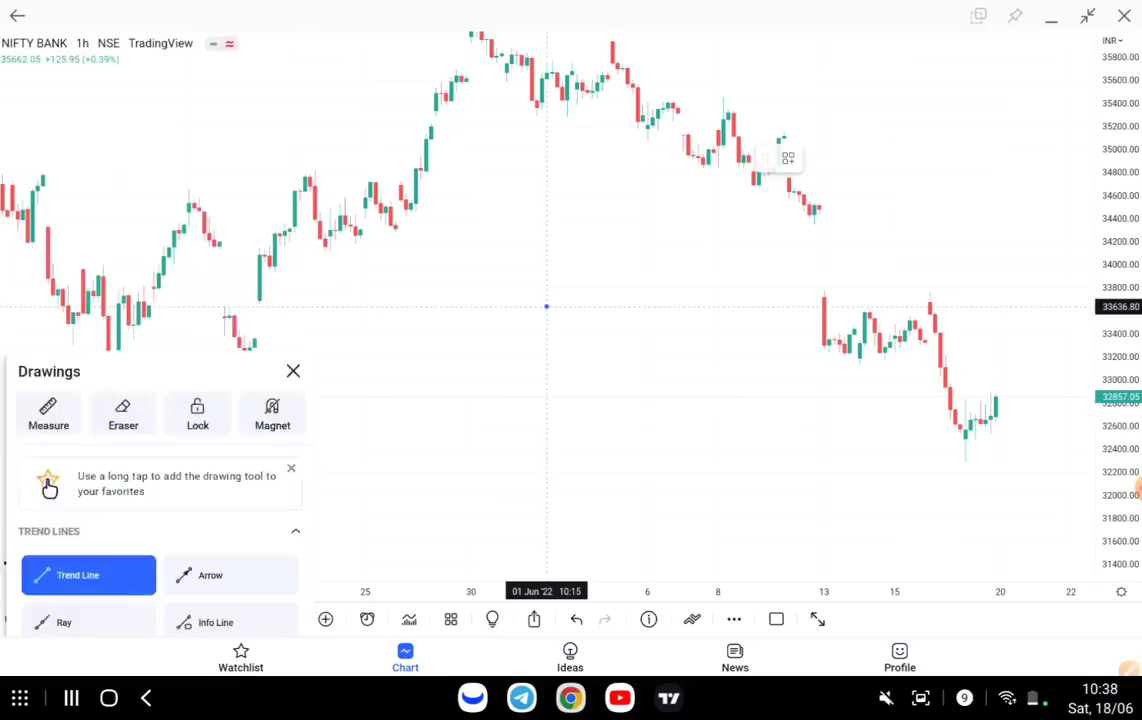 NIFTY BANK 1h NSE TradingView
35662.05 +125.95 (+0.39%)
INR
35800.00
35600.00
35400.00
35200.00
35000.00
34800.00
34600.00
34400.00
34200.00
34000.00
33800.00
33636.80
33400.00
33200.00
33000.00
32857.05
32600.00
32400.00
32200.00
32000.00
31800.00
31600.00
31400.00
Drawings
Measure Eraser Lock Magnet
Use a long tap to add the drawing tool to
your favorites
TREND LINES
Trend Line Arrow
Ray Info Line
25 30 01 Jun '22 10:15 6 8 13 15 20 22
Watchlist Chart Ideas News Profile
9
10:38
Sat, 18/06